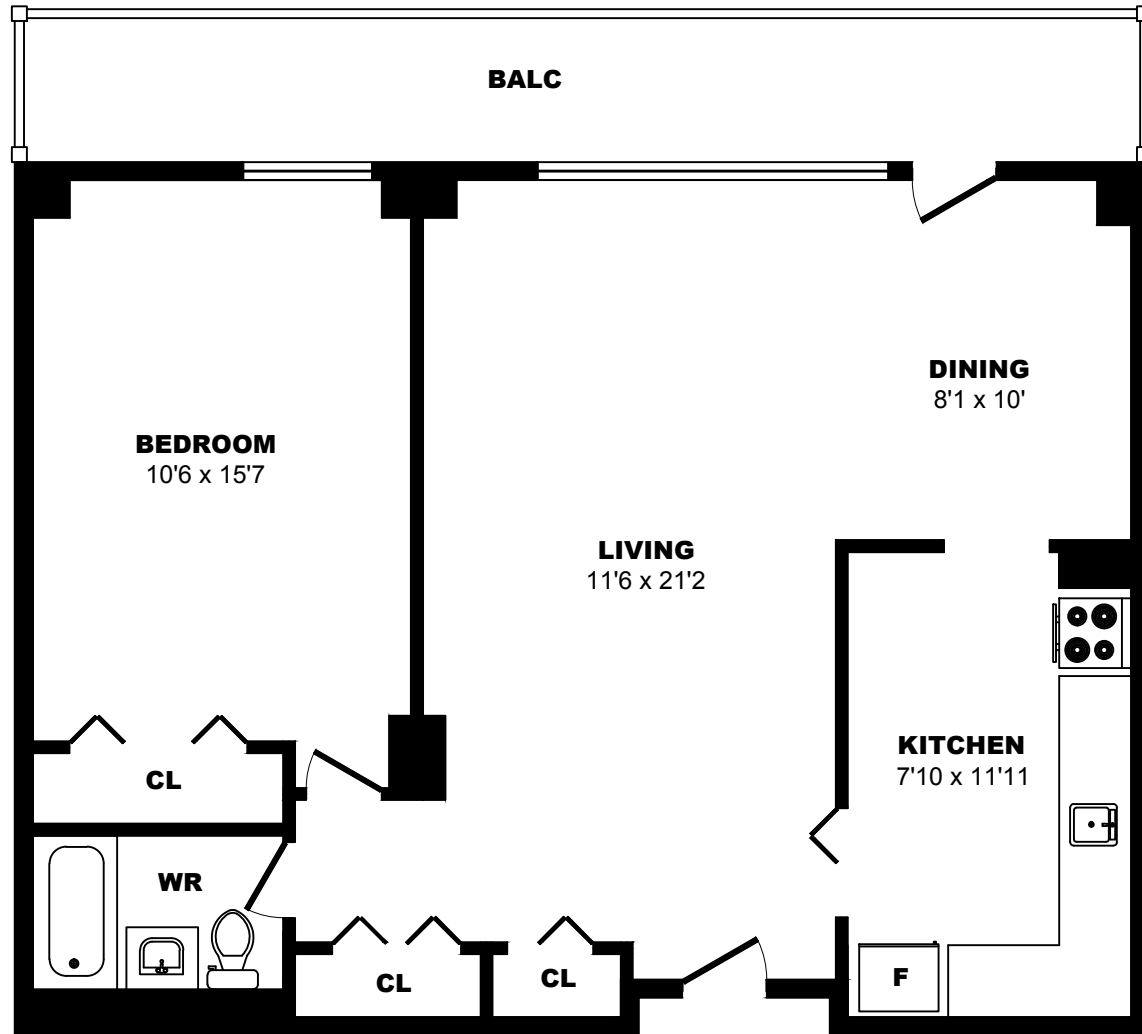 BALC
DINING
8'1 x 10'
BEDROOM
10'6 x 15'7
LIVING
11'6 x 21'2
KITCHEN
7'10 x 11'11
CL
WR
CL
CL
F